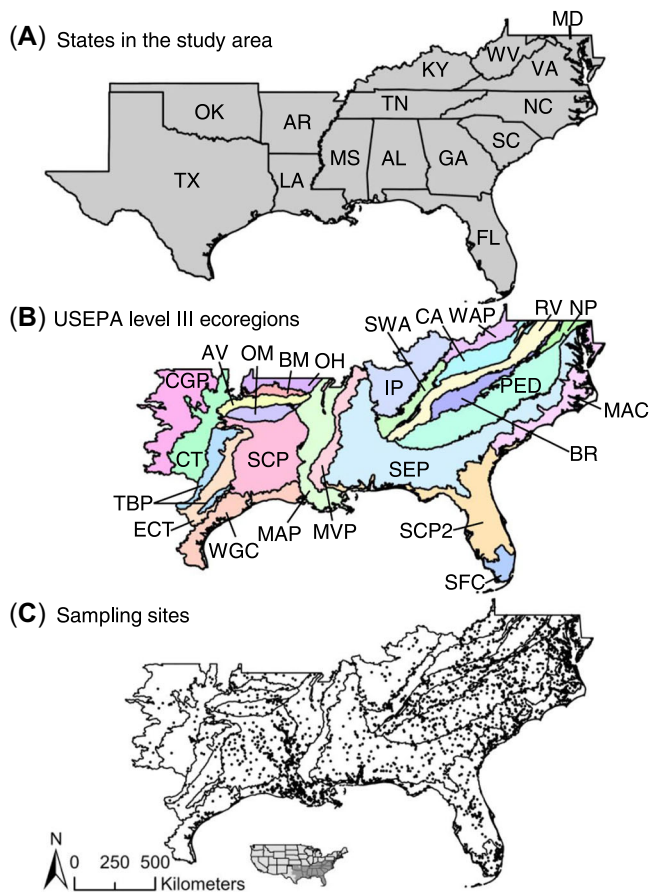 (A) States in the study area
MD
WV
KY
VA
OK
AR
TN
NC
SC
TX
LA
MS
AL
GA
FL
(B) USEPA level III ecoregions
AV
OM
BM
OH
SWA
CA
WAP
RV
NP
CGP
IP
PED
MAC
CT
SCP
SEP
BR
TBP
ECT
WGC
MAP
MVP
SCP2
SFC
(C) Sampling sites
N
0 250 500
Kilometers